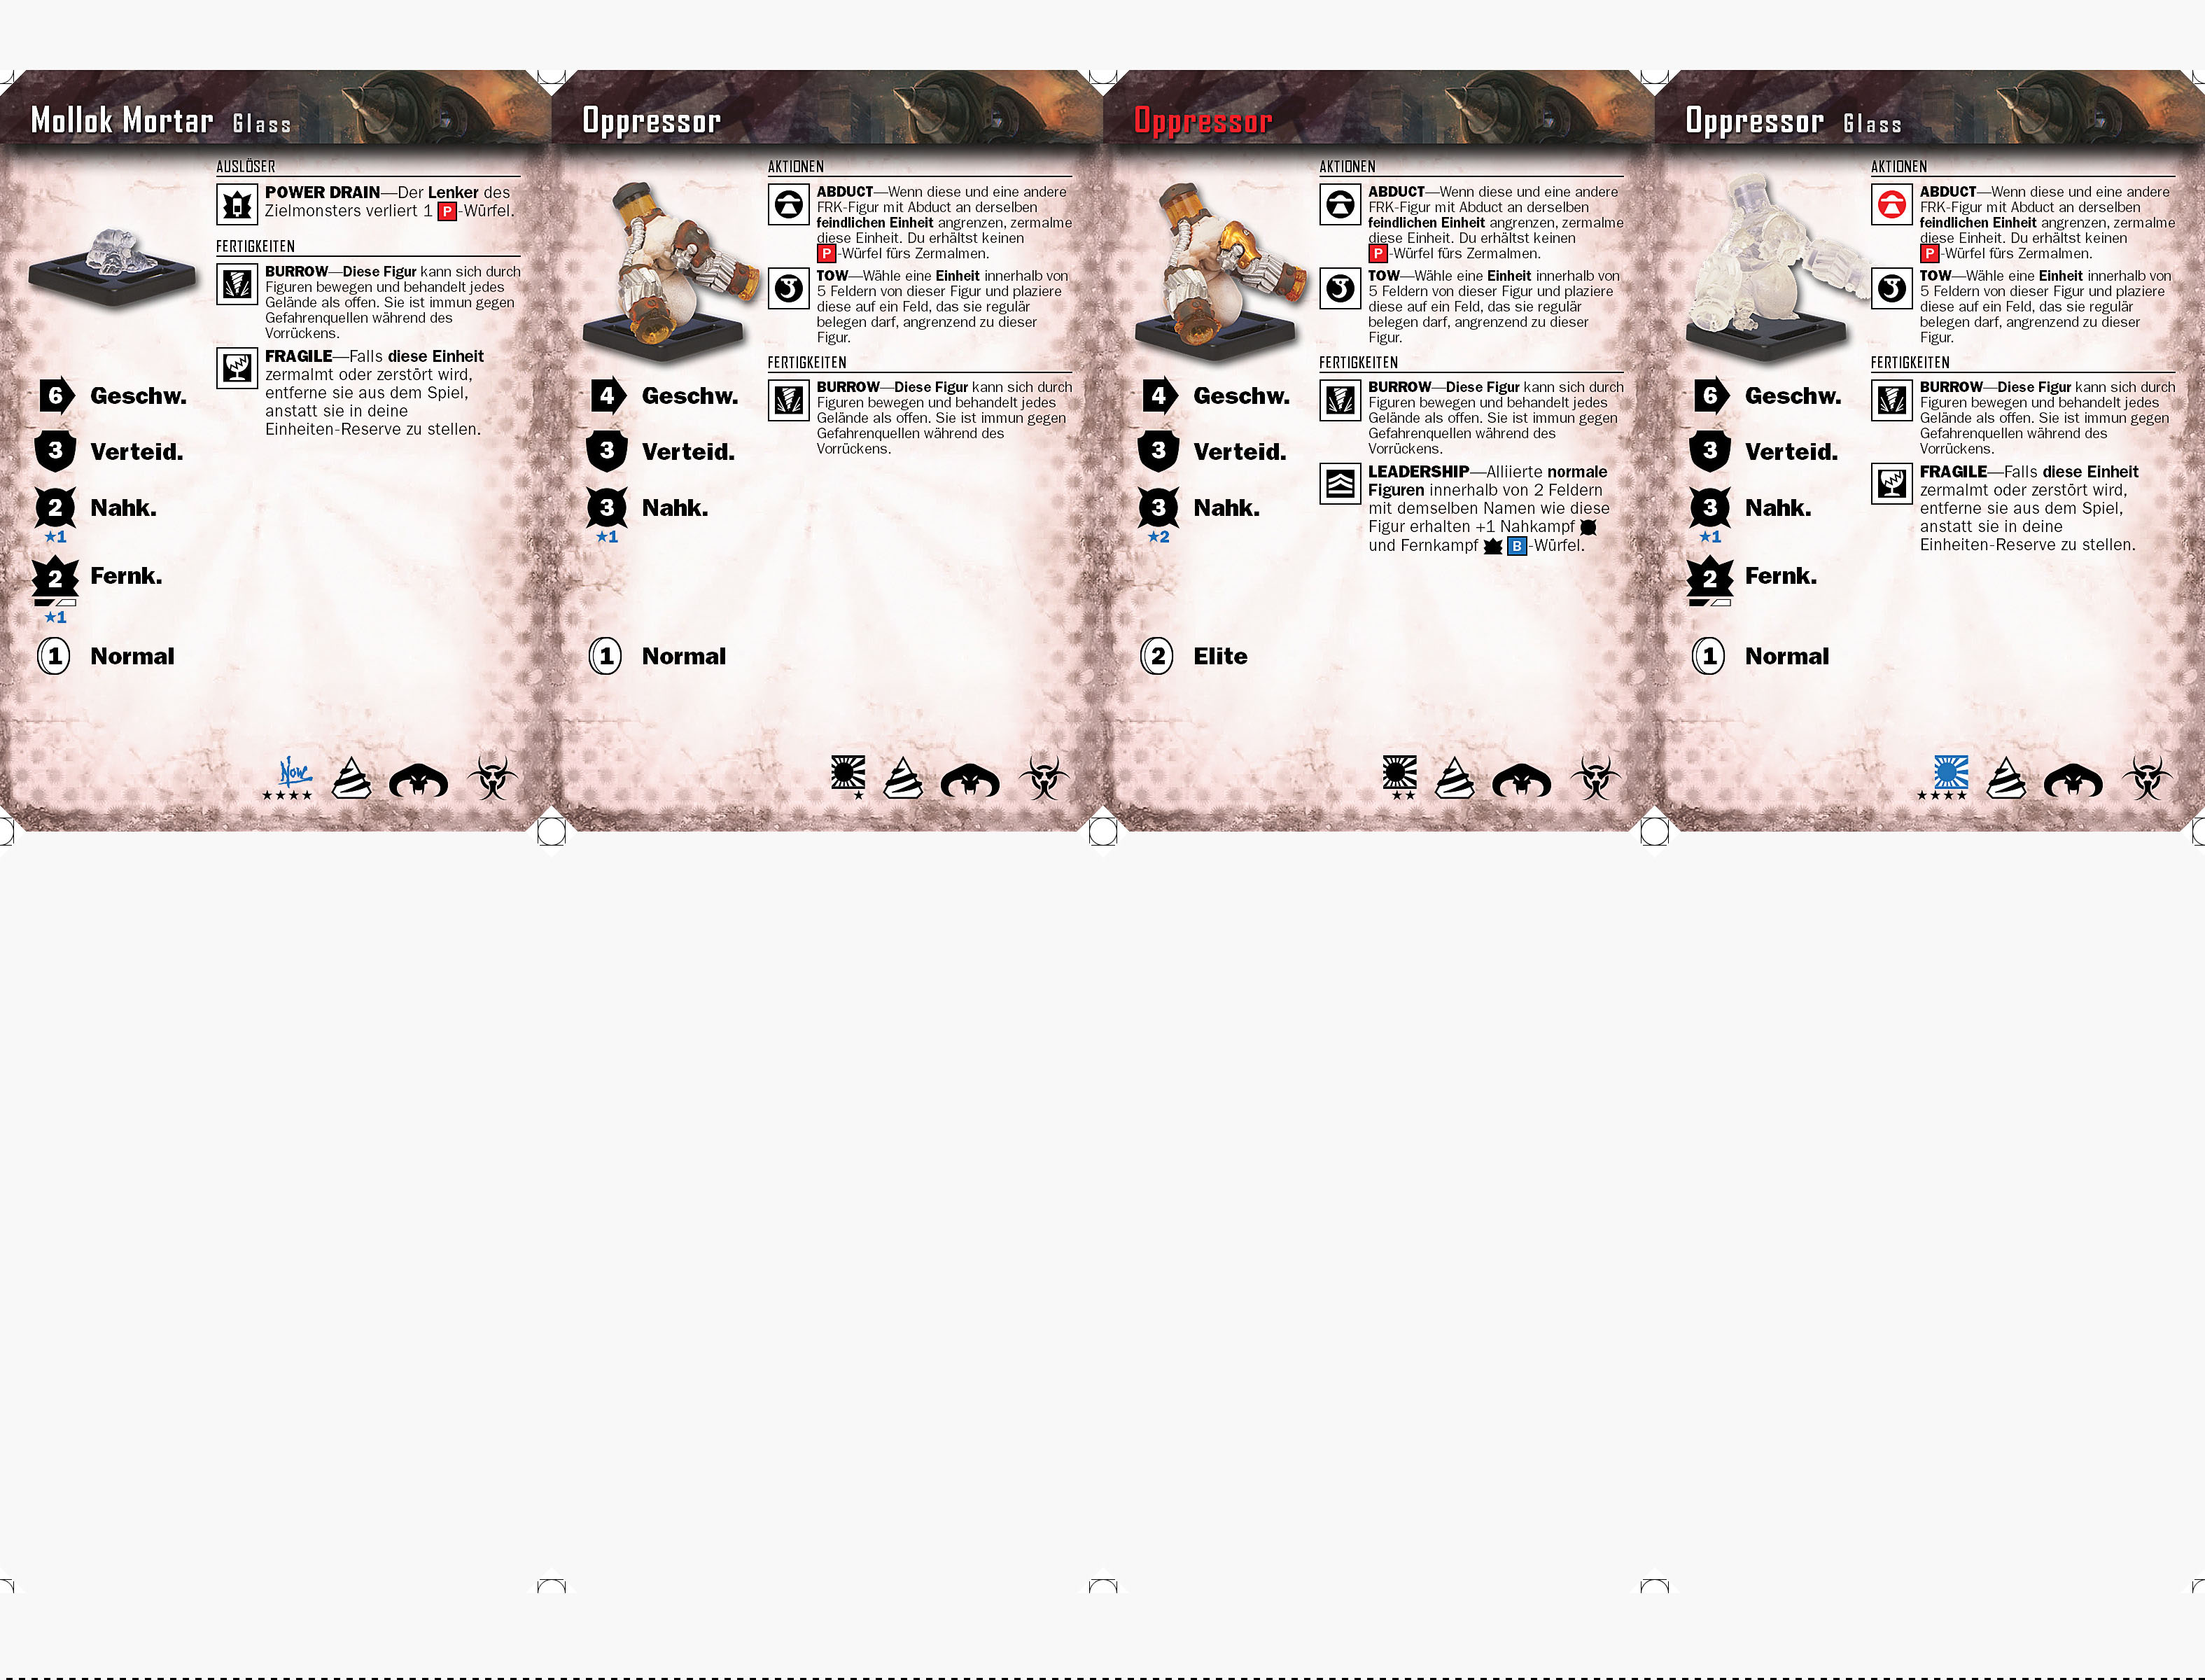 Mollok Mortar Glass
AUSLÖSER
POWER DRAIN—Der Lenker des
Zielmonsters verliert 1 P-Würfel.
FERTIGKEITEN
BURROW—Diese Figur kann sich durch
Figuren bewegen und behandelt jedes
Gelände als offen. Sie ist immun gegen
Gefahrenquellen während des
Vorrückens.
FRAGILE—Falls diese Einheit
zermalmt oder zerstört wird,
entferne sie aus dem Spiel,
anstatt sie in deine
Einheiten-Reserve zu stellen.
6 Geschw.
3 Verteid.
2 Nahk.
★1
2 Fernk.
★1
1 Normal
Now
★★★★
Oppressor
AKTIONEN
ABDUCT—Wenn diese und eine andere
FRK-Figur mit Abduct an derselben
feindlichen Einheit angrenzen, zermalme
diese Einheit. Du erhältst keinen
P-Würfel fürs Zermalmen.
TOW—Wähle eine Einheit innerhalb von
5 Feldern von dieser Figur und plaziere
diese auf ein Feld, das sie regulär
belegen darf, angrenzend zu dieser
Figur.
FERTIGKEITEN
BURROW—Diese Figur kann sich durch
Figuren bewegen und behandelt jedes
Gelände als offen. Sie ist immun gegen
Gefahrenquellen während des
Vorrückens.
4 Geschw.
3 Verteid.
3 Nahk.
★1
1 Normal
★
Oppressor
AKTIONEN
ABDUCT—Wenn diese und eine andere
FRK-Figur mit Abduct an derselben
feindlichen Einheit angrenzen, zermalme
diese Einheit. Du erhältst keinen
P-Würfel fürs Zermalmen.
TOW—Wähle eine Einheit innerhalb von
5 Feldern von dieser Figur und plaziere
diese auf ein Feld, das sie regulär
belegen darf, angrenzend zu dieser
Figur.
FERTIGKEITEN
BURROW—Diese Figur kann sich durch
Figuren bewegen und behandelt jedes
Gelände als offen. Sie ist immun gegen
Gefahrenquellen während des
Vorrückens.
LEADERSHIP—Alliierte normale
Figuren innerhalb von 2 Feldern
mit demselben Namen wie diese
Figur erhalten +1 Nahkampf
und Fernkampf B-Würfel.
4 Geschw.
3 Verteid.
3 Nahk.
★2
2 Elite
★★
Oppressor Glass
AKTIONEN
ABDUCT—Wenn diese und eine andere
FRK-Figur mit Abduct an derselben
feindlichen Einheit angrenzen, zermalme
diese Einheit. Du erhältst keinen
P-Würfel fürs Zermalmen.
TOW—Wähle eine Einheit innerhalb von
5 Feldern von dieser Figur und plaziere
diese auf ein Feld, das sie regulär
belegen darf, angrenzend zu dieser
Figur.
FERTIGKEITEN
BURROW—Diese Figur kann sich durch
Figuren bewegen und behandelt jedes
Gelände als offen. Sie ist immun gegen
Gefahrenquellen während des
Vorrückens.
FRAGILE—Falls diese Einheit
zermalmt oder zerstört wird,
entferne sie aus dem Spiel,
anstatt sie in deine
Einheiten-Reserve zu stellen.
6 Geschw.
3 Verteid.
3 Nahk.
★1
2 Fernk.
1 Normal
★★★★